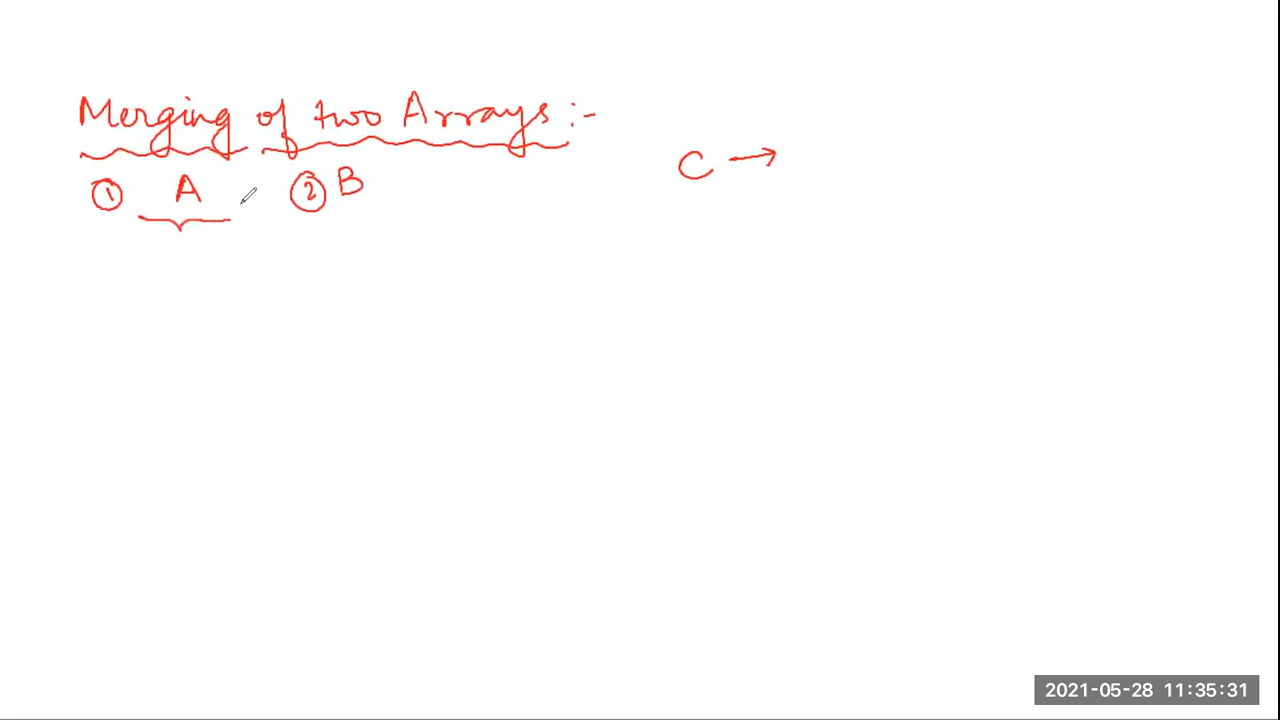 Merging of two Arrays :-
C →
① A ② B
2021-05-28 11:35:31